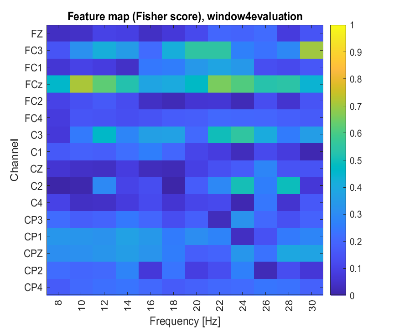 Feature map (Fisher score), window4evaluation
Channel
FZ
FC3
FC1
FCz
FC2
FC4
C3
C1
CZ
C2
C4
CP3
CP1
CPZ
CP2
CP4
8 10 12 14 16 18 20 22 24 26 28 30
Frequency [Hz]
1
0.9
0.8
0.7
0.6
0.5
0.4
0.3
0.2
0.1
0